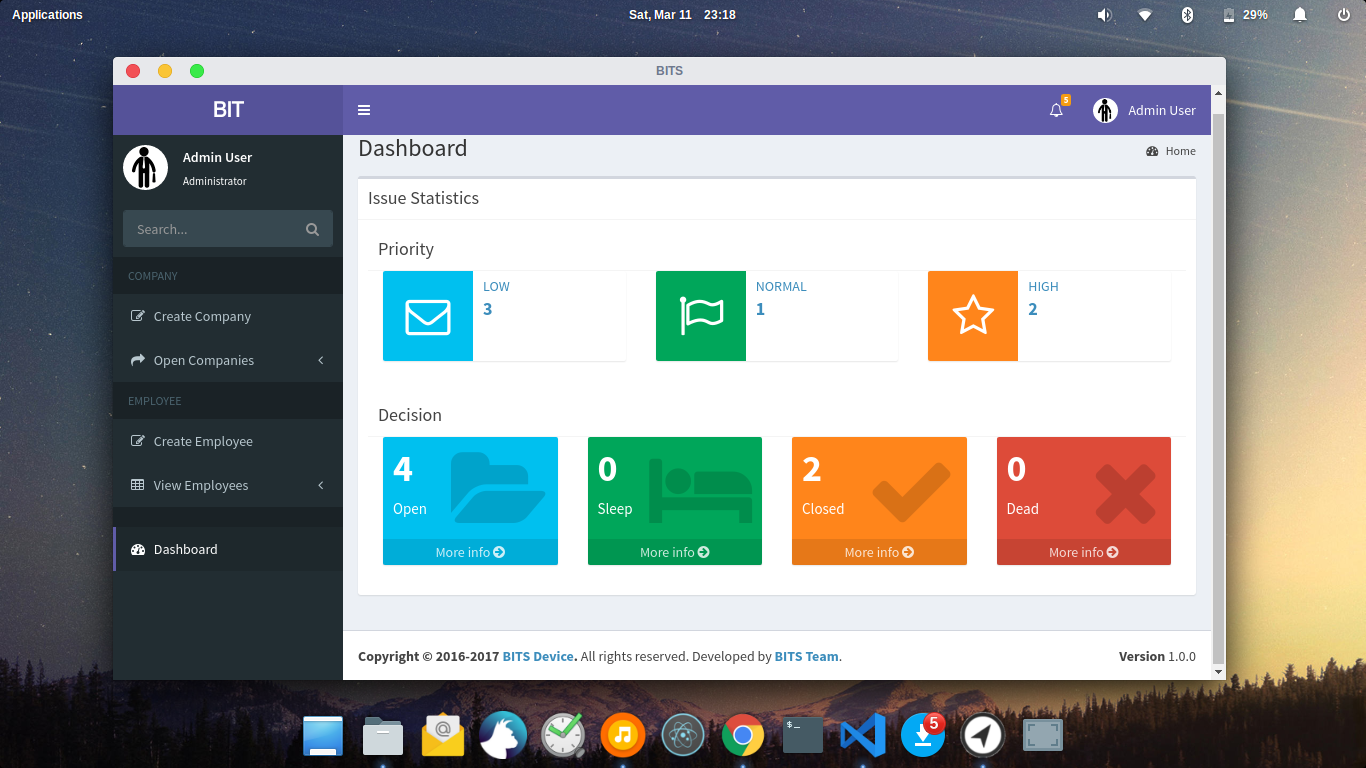 Applications
Sat, Mar 11 23:18
29%
BITS
BIT
5
Admin User
Admin User
Administrator
Search...
COMPANY
Create Company
Open Companies
EMPLOYEE
Create Employee
View Employees
Dashboard
Dashboard
Home
Issue Statistics
Priority
LOW
3
NORMAL
1
HIGH
2
Decision
4
Open
More info
0
Sleep
More info
2
Closed
More info
0
Dead
More info
Copyright © 2016-2017 BITS Device. All rights reserved. Developed by BITS Team.
Version 1.0.0
@
$_
5